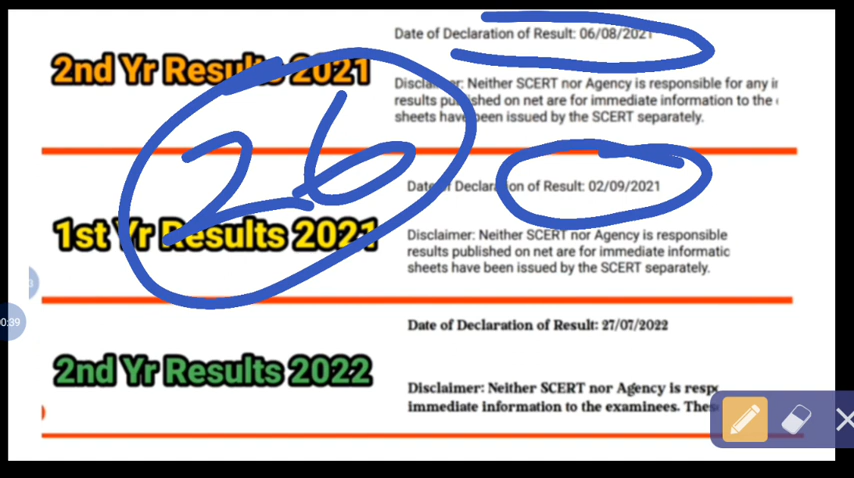 2nd Yr Results 2021
Date of Declaration of Result: 06/08/2021
Disclaimer: Neither SCERT nor Agency is responsible for any
results published on net are for immediate information to the
sheets have been issued by the SCERT separately.
26
1st Yr Results 2021
Date of Declaration of Result: 02/09/2021
Disclaimer: Neither SCERT nor Agency is responsible
results published on net are for immediate informatic
sheets have been issued by the SCERT separately.
3
0:39
2nd Yr Results 2022
Date of Declaration of Result: 27/07/2022
Disclaimer: Neither SCERT nor Agency is resp
immediate information to the examinees. Thes